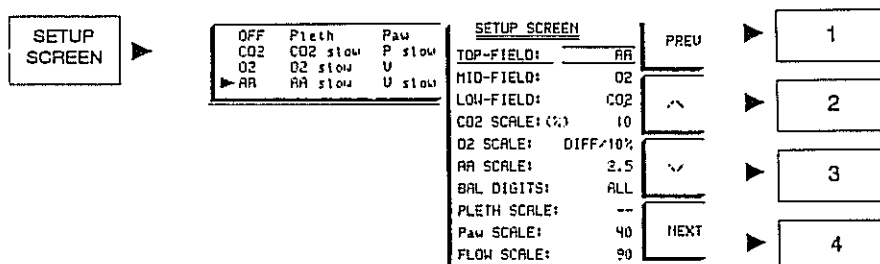 SETUP
SCREEN
OFF Pleth Paw
CO2 CO2 slow P slow
O2 O2 slow V
AA AA slow V slow
SETUP SCREEN
TOP-FIELD: AA
MID-FIELD: O2
LOW-FIELD: CO2
CO2 SCALE:(%) 10
O2 SCALE: DIFF/10%
AA SCALE: 2.5
BAL DIGITS: ALL
PLETH SCALE: --
Paw SCALE: 40
FLOW SCALE: 90
PREV
NEXT
1
2
3
4